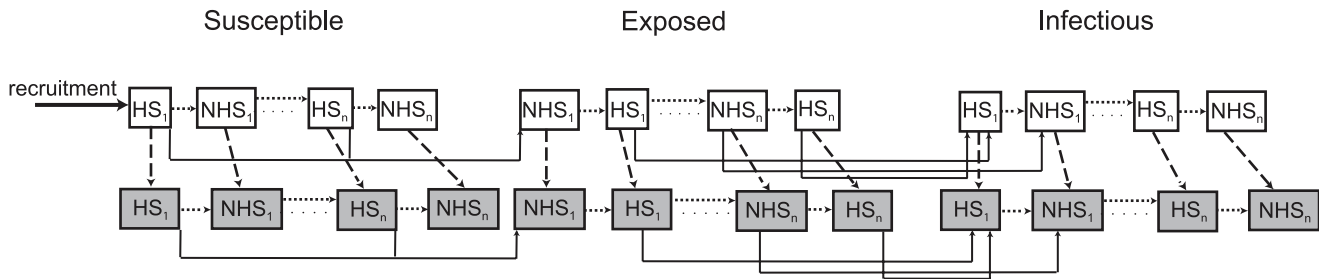 Susceptible Exposed Infectious
recruitment
HS₁ NHS₁ . . . . . HSₙ NHSₙ NHS₁ HS₁ . . . . . NHSₙ HSₙ HS₁ NHS₁ . . . . . HSₙ NHSₙ
HS₁ NHS₁ . . . . . HSₙ NHSₙ NHS₁ HS₁ . . . . . NHSₙ HSₙ HS₁ NHS₁ . . . . . HSₙ NHSₙ